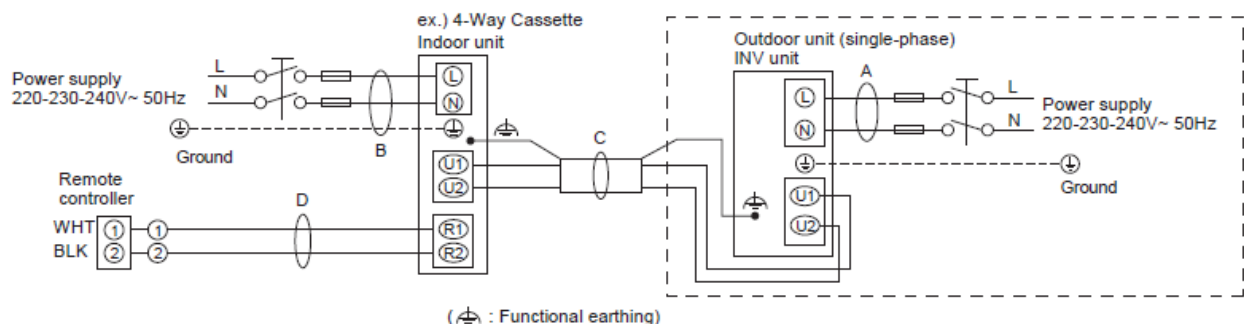 ex.) 4-Way Cassette
Indoor unit
Power supply
220-230-240V~ 50Hz
L
N
B
Ground
L
N
U1
U2
R1
R2
Remote
controller
WHT
BLK
1
2
1
2
D
C
Outdoor unit (single-phase)
INV unit
L
N
U1
U2
A
L
N
Power supply
220-230-240V~ 50Hz
Ground
( : Functional earthing)